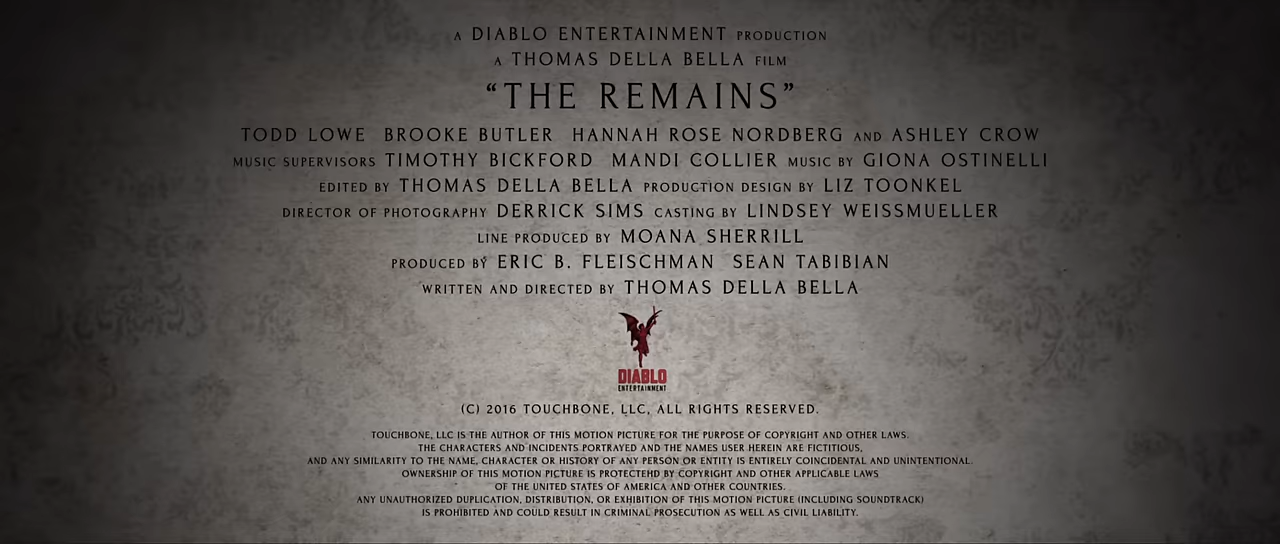 A DIABLO ENTERTAINMENT PRODUCTION
A THOMAS DELLA BELLA FILM
“THE REMAINS”
TODD LOWE BROOKE BUTLER HANNAH ROSE NORDBERG AND ASHLEY CROW
MUSIC SUPERVISORS TIMOTHY BICKFORD MANDI COLLIER MUSIC BY GIONA OSTINELLI
EDITED BY THOMAS DELLA BELLA PRODUCTION DESIGN BY LIZ TOONKEL
DIRECTOR OF PHOTOGRAPHY DERRICK SIMS CASTING BY LINDSEY WEISSMUELLER
LINE PRODUCED BY MOANA SHERRILL
PRODUCED BY ERIC B. FLEISCHMAN SEAN TABIBIAN
WRITTEN AND DIRECTED BY THOMAS DELLA BELLA
DIABLO
ENTERTAINMENT
(C) 2016 TOUCHBONE, LLC, ALL RIGHTS RESERVED.
TOUCHBONE, LLC IS THE AUTHOR OF THIS MOTION PICTURE FOR THE PURPOSE OF COPYRIGHT AND OTHER LAWS.
THE CHARACTERS AND INCIDENTS PORTRAYED AND THE NAMES USER HEREIN ARE FICTITIOUS,
AND ANY SIMILARITY TO THE NAME, CHARACTER OR HISTORY OF ANY PERSON OR ENTITY IS ENTIRELY COINCIDENTAL AND UNINTENTIONAL.
OWNERSHIP OF THIS MOTION PICTURE IS PROTECTEHD BY COPYRIGHT AND OTHER APPLICABLE LAWS
OF THE UNITED STATES OF AMERICA AND OTHER COUNTRIES.
ANY UNAUTHORIZED DUPLICATION, DISTRIBUTION, OR EXHIBITION OF THIS MOTION PICTURE (INCLUDING SOUNDTRACK)
IS PROHIBITED AND COULD RESULT IN CRIMINAL PROSECUTION AS WELL AS CIVIL LIABILITY.